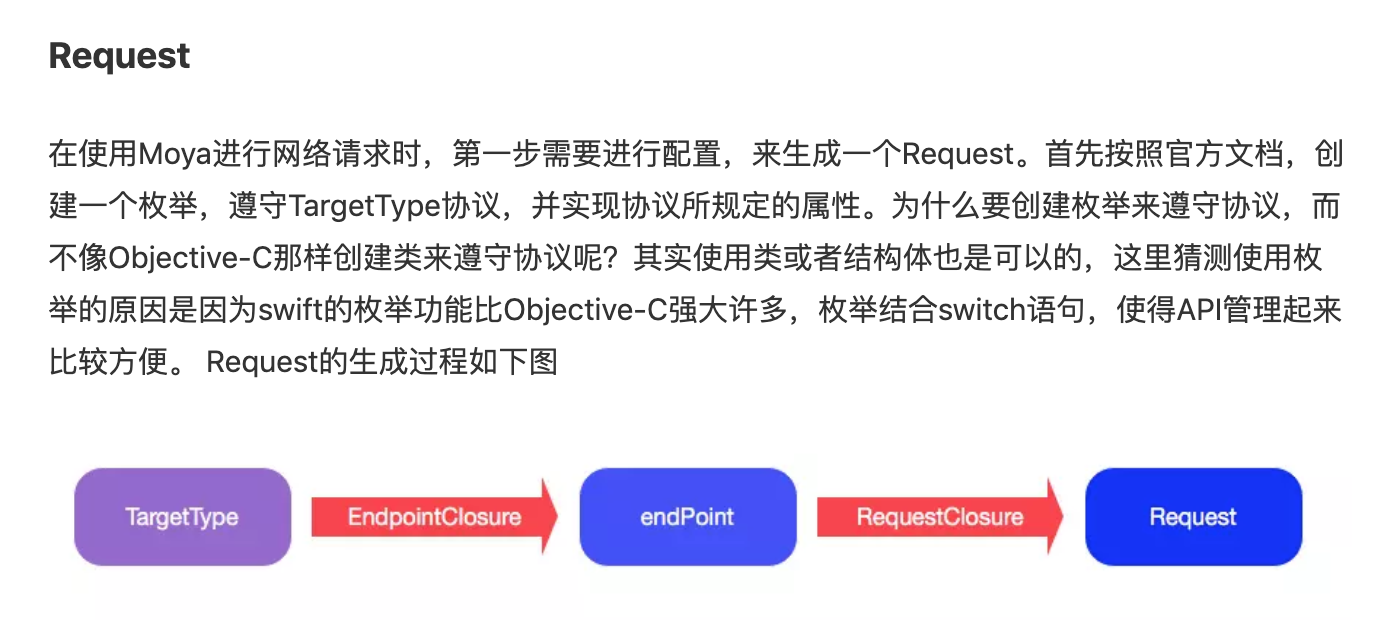 Request
在使用Moya进行网络请求时，第一步需要进行配置，来生成一个Request。首先按照官方文档，创
建一个枚举，遵守TargetType协议，并实现协议所规定的属性。为什么要创建枚举来遵守协议，而
不像Objective-C那样创建类来遵守协议呢？其实使用类或者结构体也是可以的，这里猜测使用枚
举的原因是因为swift的枚举功能比Objective-C强大许多，枚举结合switch语句，使得API管理起来
比较方便。 Request的生成过程如下图
TargetType EndpointClosure endPoint RequestClosure Request